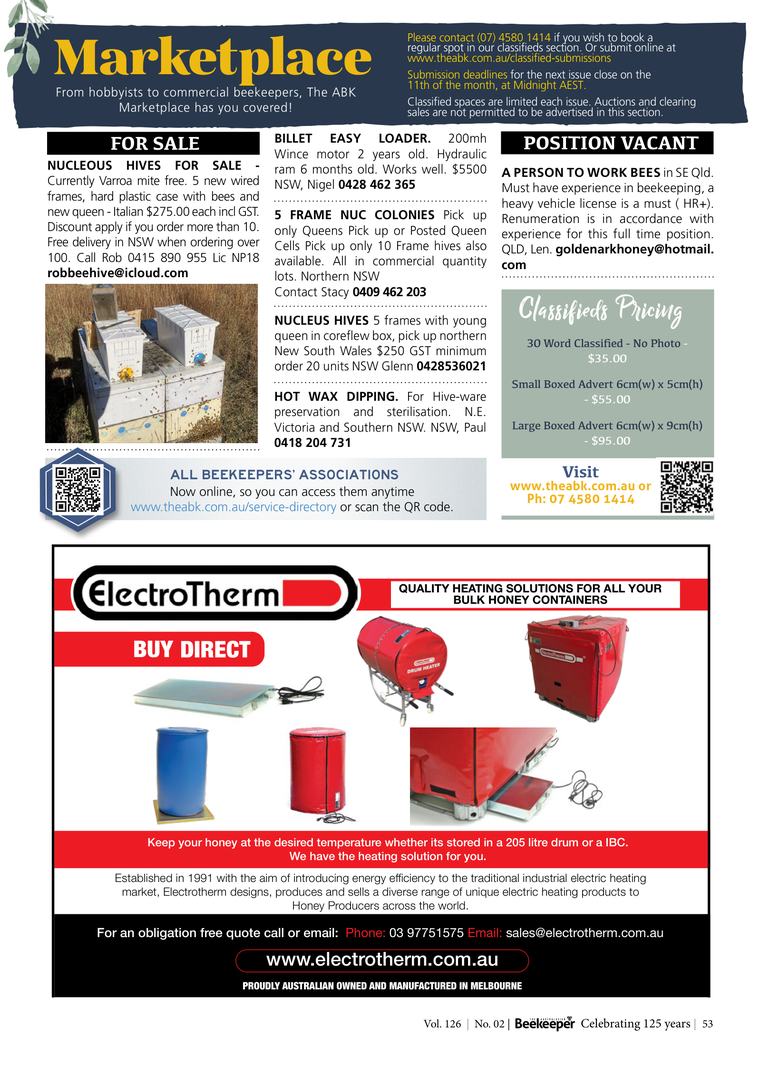 Marketplace
From hobbyists to commercial beekeepers, The ABK
Marketplace has you covered!
Please contact (07) 4580 1414 if you wish to book a
regular spot in our classifieds section. Or submit online at
www.theabk.com.au/classified-submissions
Submission deadlines for the next issue close on the
11th of the month, at Midnight AEST.
Classified spaces are limited each issue. Auctions and clearing
sales are not permitted to be advertised in this section.
FOR SALE
NUCLEOUS HIVES FOR SALE -
Currently Varroa mite free. 5 new wired
frames, hard plastic case with bees and
new queen - Italian $275.00 each incl GST.
Discount apply if you order more than 10.
Free delivery in NSW when ordering over
100. Call Rob 0415 890 955 Lic NP18
robbeehive@icloud.com
BILLET EASY LOADER. 200mh
Wince motor 2 years old. Hydraulic
ram 6 months old. Works well. $5500
NSW, Nigel 0428 462 365
5 FRAME NUC COLONIES Pick up
only Queens Pick up or Posted Queen
Cells Pick up only 10 Frame hives also
available. All in commercial quantity
lots. Northern NSW
Contact Stacy 0409 462 203
NUCLEUS HIVES 5 frames with young
queen in coreflew box, pick up northern
New South Wales $250 GST minimum
order 20 units NSW Glenn 0428536021
HOT WAX DIPPING. For Hive-ware
preservation and sterilisation. N.E.
Victoria and Southern NSW. NSW, Paul
0418 204 731
POSITION VACANT
A PERSON TO WORK BEES in SE Qld.
Must have experience in beekeeping, a
heavy vehicle license is a must ( HR+).
Renumeration is in accordance with
experience for this full time position.
QLD, Len. goldenarkhoney@hotmail.
com
Classifieds Pricing
30 Word Classified - No Photo -
$35.00
Small Boxed Advert 6cm(w) x 5cm(h)
- $55.00
Large Boxed Advert 6cm(w) x 9cm(h)
- $95.00
Visit
www.theabk.com.au or
Ph: 07 4580 1414
ALL BEEKEEPERS' ASSOCIATIONS
Now online, so you can access them anytime
www.theabk.com.au/service-directory or scan the QR code.
ElectroTherm
QUALITY HEATING SOLUTIONS FOR ALL YOUR
BULK HONEY CONTAINERS
BUY DIRECT
DRUM HEATER
Keep your honey at the desired temperature whether its stored in a 205 litre drum or a IBC.
We have the heating solution for you.
Established in 1991 with the aim of introducing energy efficiency to the traditional industrial electric heating
market, Electrotherm designs, produces and sells a diverse range of unique electric heating products to
Honey Producers across the world.
For an obligation free quote call or email: Phone: 03 97751575 Email: sales@electrotherm.com.au
www.electrotherm.com.au
PROUDLY AUSTRALIAN OWNED AND MANUFACTURED IN MELBOURNE
Vol. 126 | No. 02 | Beekeeper Celebrating 125 years | 53